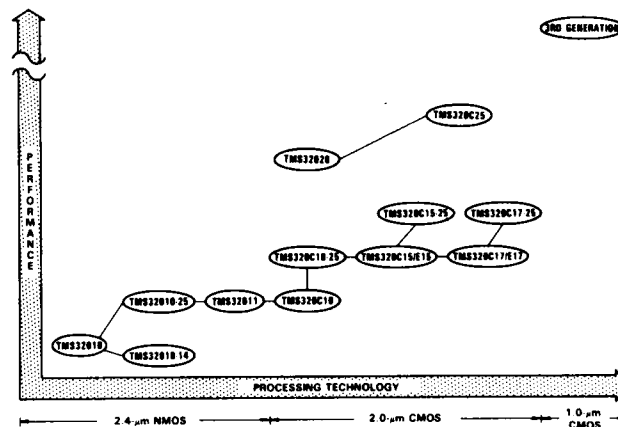 3RD GENERATION
TMS320C25
TMS32020
TMS320C15-25
TMS320C17-25
TMS320C10-25
TMS320C15/E15
TMS320C17/E17
TMS32010-25
TMS32011
TMS320C10
TMS32010
TMS32010-14
PERFORMANCE
PROCESSING TECHNOLOGY
2.4-μm NMOS
2.0-μm CMOS
1.0-μm
CMOS